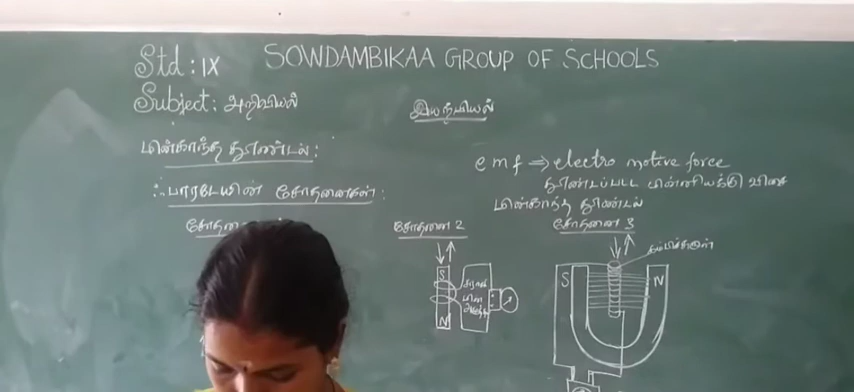 Std : IX SOWDAMBIKAA GROUP OF SCHOOLS
Subject : அறிவியல்
இயற்பியல்
மின்காந்த தூண்டல் :
emf ⇒ electro motive force
தூண்டப்பட்ட மின்னியக்கு விசை
∴ பாரடேயின் சோதனைகள் :
மின்காந்த தூண்டல்
சோதனை 2
சோதனை 3
கம்பிச்சுருள்
S
N
S
N